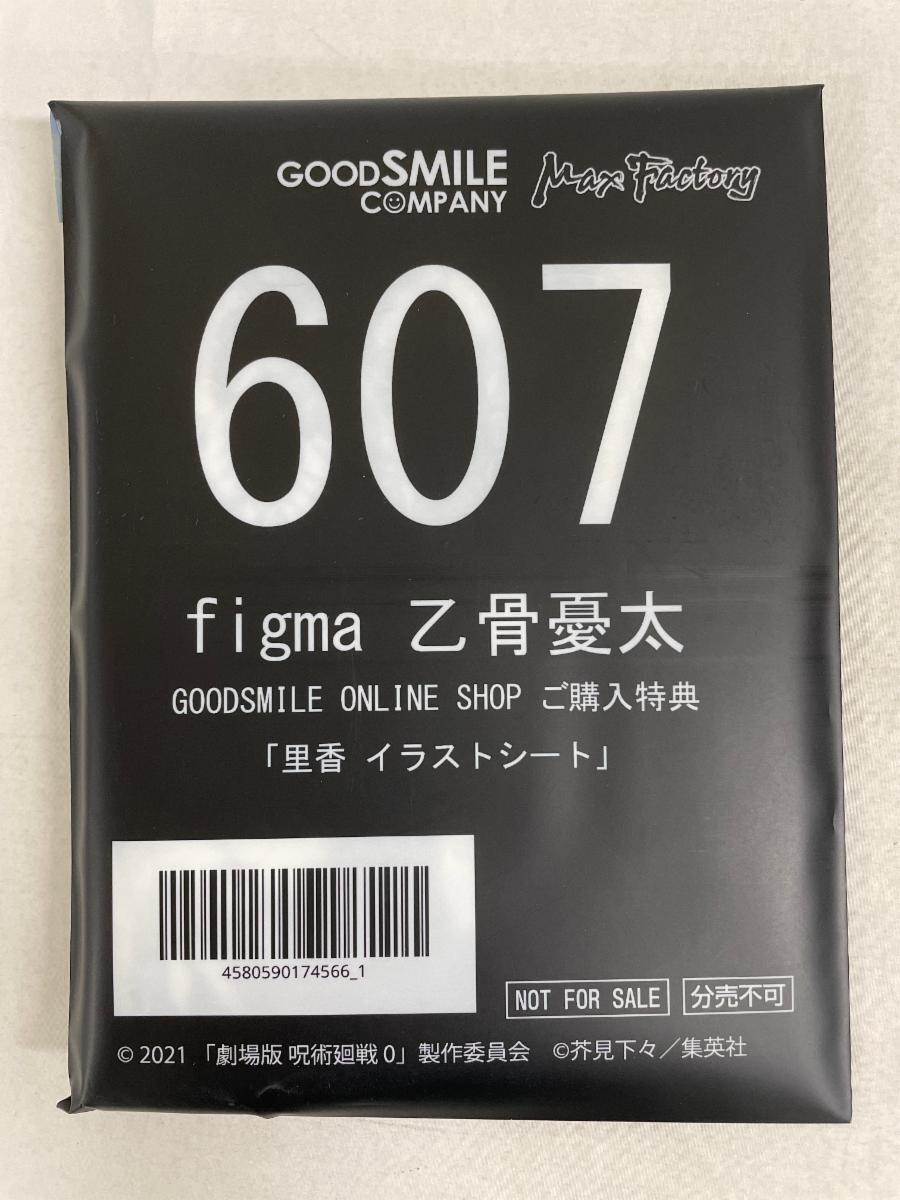 GOODSMILE COMPANY
Max Factory
607
figma 乙骨憂太
GOODSMILE ONLINE SHOP ご購入特典
「里香 イラストシート」
4580590174566_1
NOT FOR SALE
分売不可
© 2021 「劇場版 呪術廻戦 0」製作委員会 ©芥見下々／集英社